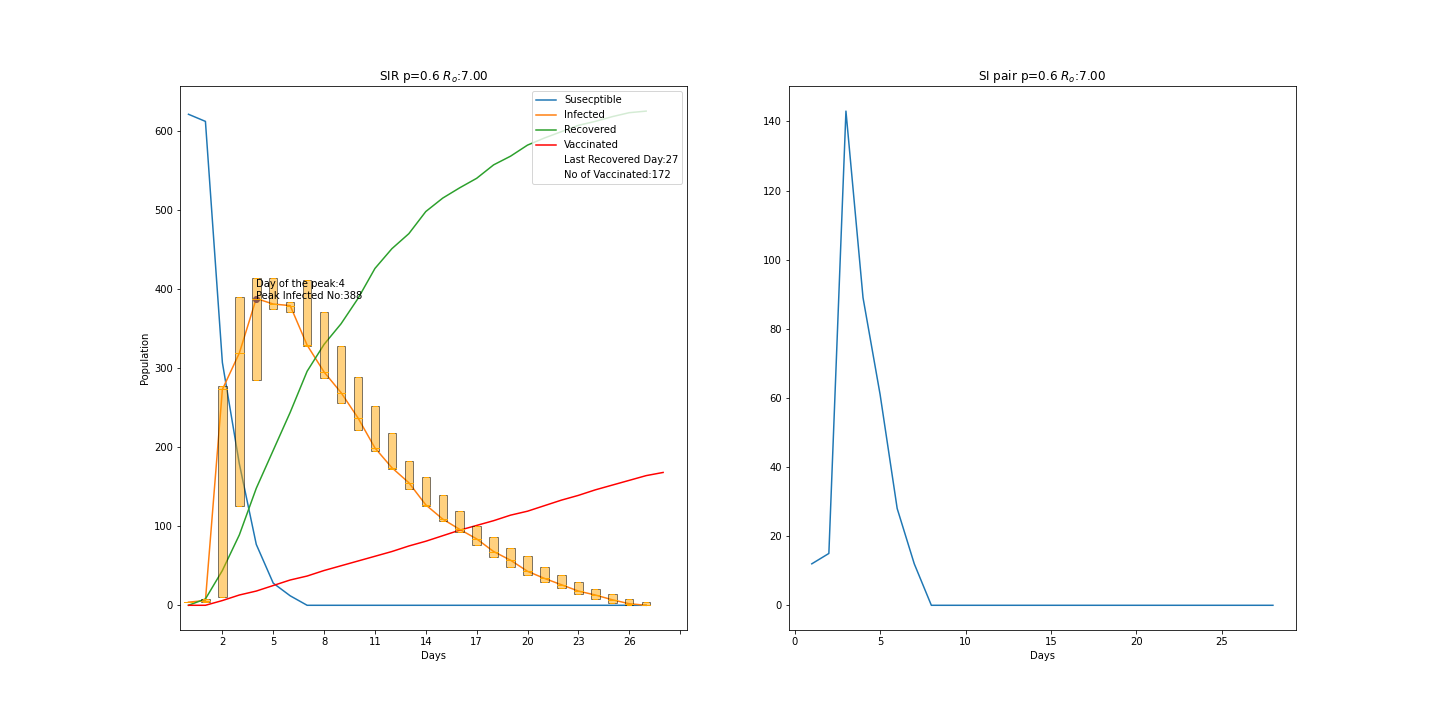 SIR p=0.6 Rₒ:7.00
Susecptible
Infected
Recovered
Vaccinated
Last Recovered Day:27
No of Vaccinated:172
Day of the peak:4
Peak Infected No:388
Population
600
500
400
300
200
100
0
2 5 8 11 14 17 20 23 26
Days
SI pair p=0.6 Rₒ:7.00
140
120
100
80
60
40
20
0
0 5 10 15 20 25
Days